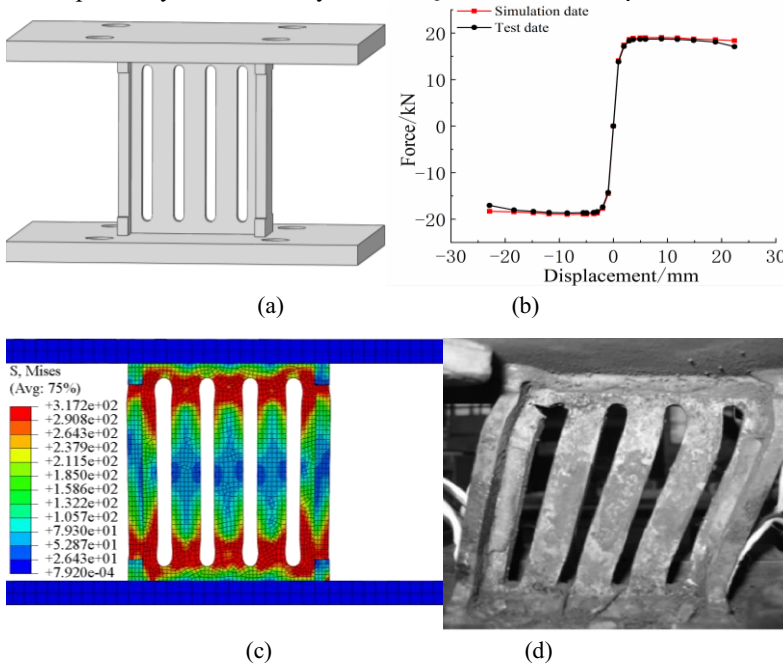 Simulation date
Test date
20
10
0
-10
-20
Force/kN
-30
-20
-10
0
10
20
30
Displacement/mm
(a)
(b)
S, Mises
(Avg: 75%)
+3.172e+02
+2.908e+02
+2.643e+02
+2.379e+02
+2.115e+02
+1.850e+02
+1.586e+02
+1.322e+02
+1.057e+02
+7.930e+01
+5.287e+01
+2.643e+01
+7.920e-04
(c)
(d)